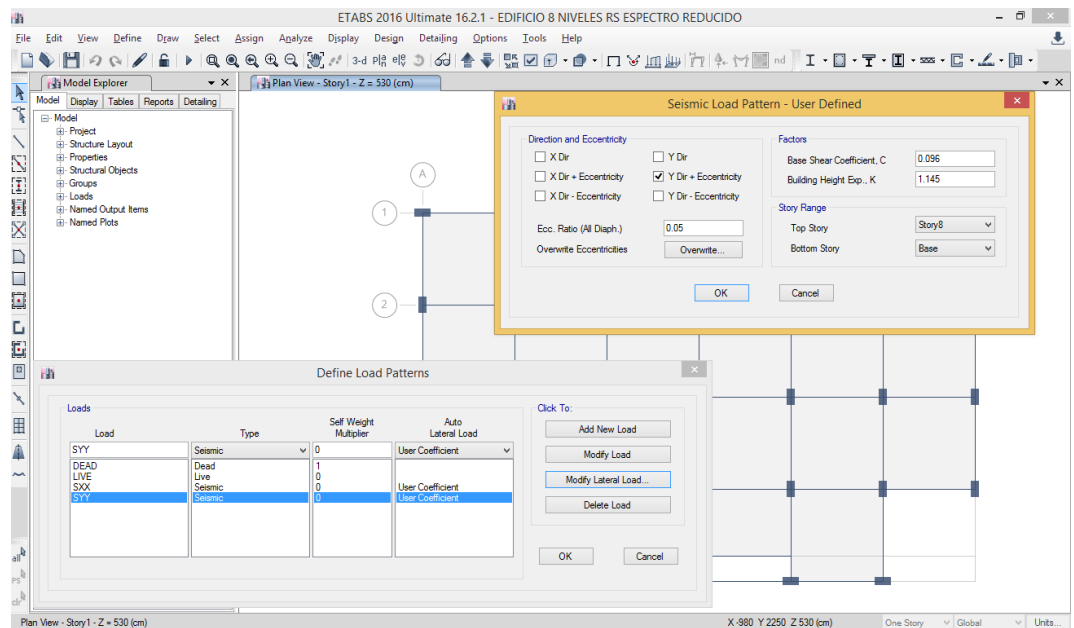 ETABS 2016 Ultimate 16.2.1 - EDIFICIO 8 NIVELES RS ESPECTRO REDUCIDO
File Edit View Define Draw Select Assign Analyze Display Design Detailing Options Tools Help
3-d
nd
Model Explorer
Plan View - Story1 - Z = 530 (cm)
Model Display Tables Reports Detailing
Model
Project
Structure Layout
Properties
Structural Objects
Groups
Loads
Named Output Items
Named Plots
A
1
2
Seismic Load Pattern - User Defined
Direction and Eccentricity
X Dir Y Dir
X Dir + Eccentricity Y Dir + Eccentricity
X Dir - Eccentricity Y Dir - Eccentricity
Ecc. Ratio (All Diaph.) 0.05
Overwrite Eccentricities Overwrite...
Factors
Base Shear Coefficient, C 0.096
Building Height Exp., K 1.145
Story Range
Top Story Story8
Bottom Story Base
OK Cancel
Define Load Patterns
Loads
Load Type Self Weight Multiplier Auto Lateral Load
SYY Seismic 0 User Coefficient
DEAD Dead 1
LIVE Live 0
SXX Seismic 0 User Coefficient
SYY Seismic 0 User Coefficient
Click To:
Add New Load
Modify Load
Modify Lateral Load...
Delete Load
OK Cancel
all
ps
clr
Plan View - Story1 - Z = 530 (cm) X -980 Y 2250 Z 530 (cm) One Story Global Units...